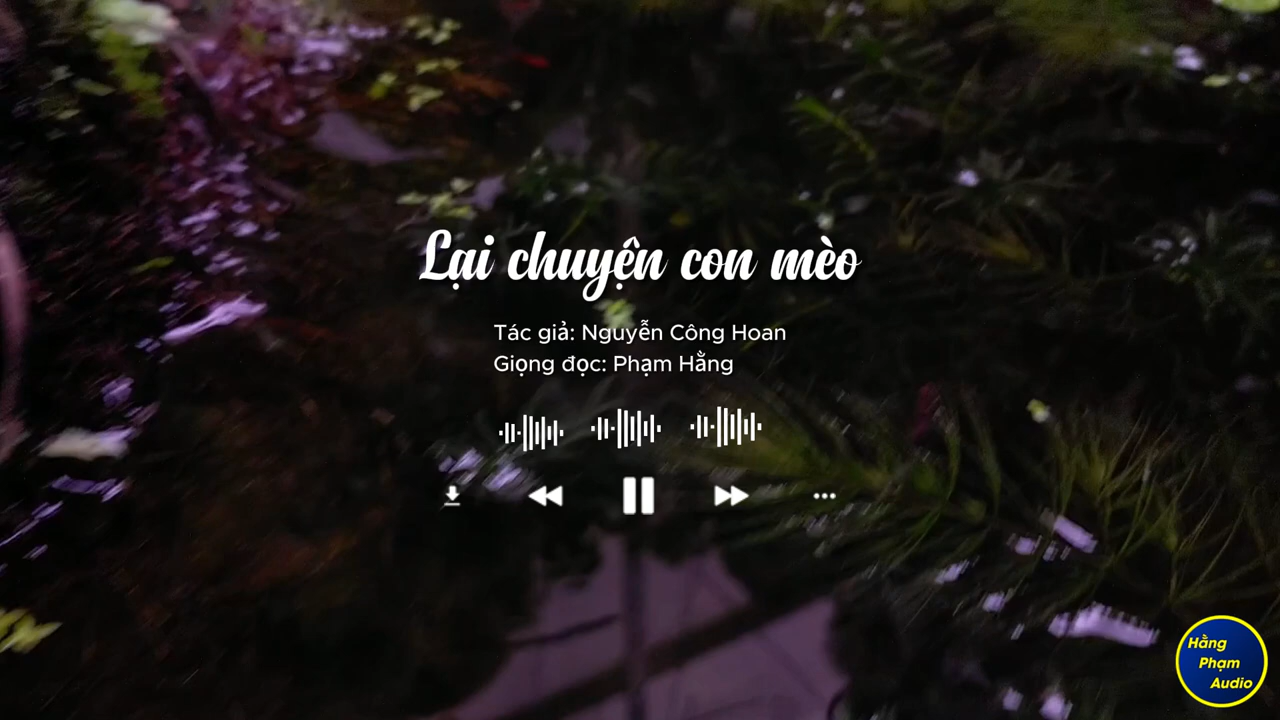 Lại chuyện con mèo
Tác giả: Nguyễn Công Hoan
Giọng đọc: Phạm Hằng
Hằng
Phạm
Audio